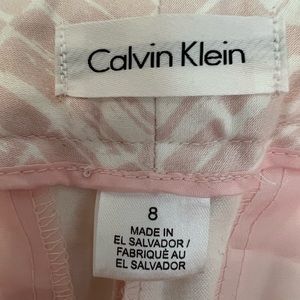 Calvin Klein
8
MADE IN
EL SALVADOR /
FABRIQUÉ AU
EL SALVADOR